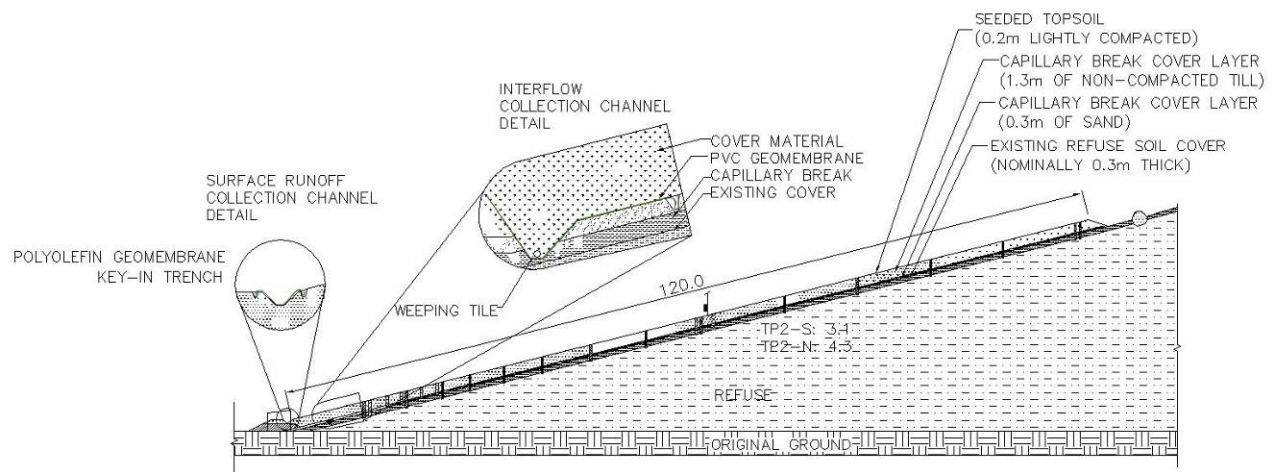 SEEDED TOPSOIL
(0.2m LIGHTLY COMPACTED)
CAPILLARY BREAK COVER LAYER
(1.3m OF NON-COMPACTED TILL)
CAPILLARY BREAK COVER LAYER
(0.3m OF SAND)
EXISTING REFUSE SOIL COVER
(NOMINALLY 0.3m THICK)
INTERFLOW
COLLECTION CHANNEL
DETAIL
COVER MATERIAL
PVC GEOMEMBRANE
CAPILLARY BREAK
EXISTING COVER
SURFACE RUNOFF
COLLECTION CHANNEL
DETAIL
POLYOLEFIN GEOMEMBRANE
KEY-IN TRENCH
WEEPING TILE
120.0
TP2-S: 3.1
TP2-N: 4.3
REFUSE
ORIGINAL GROUND